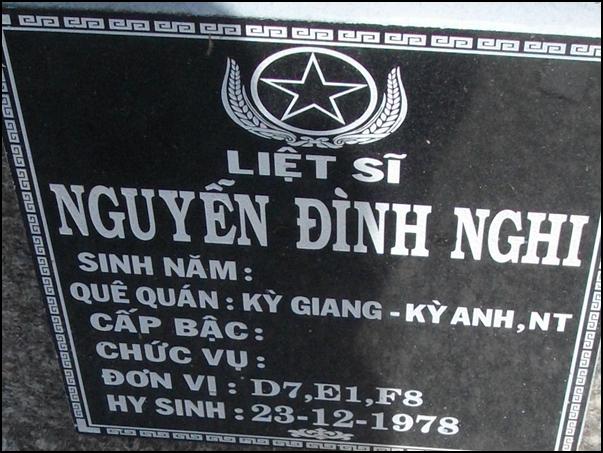 LIỆT SĨ
NGUYỄN ĐÌNH NGHI
SINH NĂM :
QUÊ QUÁN : KỲ GIANG - KỲ ANH, NT
CẤP BẬC :
CHỨC VỤ :
ĐƠN VỊ : D7,E1,F8
HY SINH : 23-12-1978